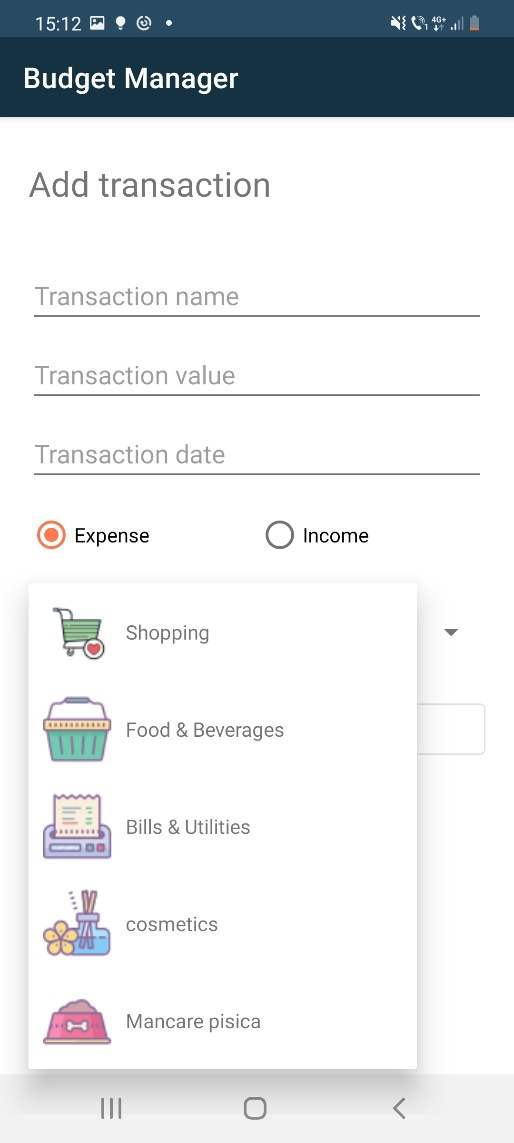 15:12
4G+
Budget Manager
Add transaction
Transaction name
Transaction value
Transaction date
Expense
Income
Shopping
Food & Beverages
Bills & Utilities
cosmetics
Mancare pisica